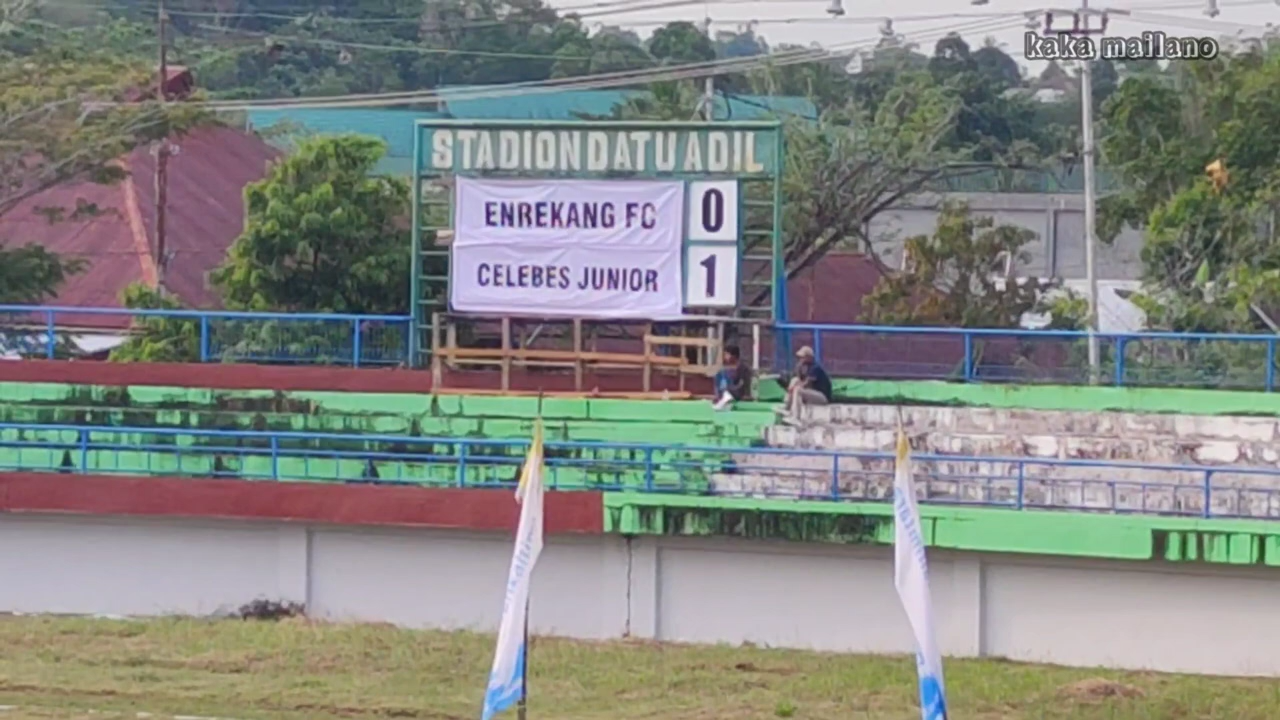 kaka mailano
STADION DATU ADIL
ENREKANG FC 0
CELEBES JUNIOR 1